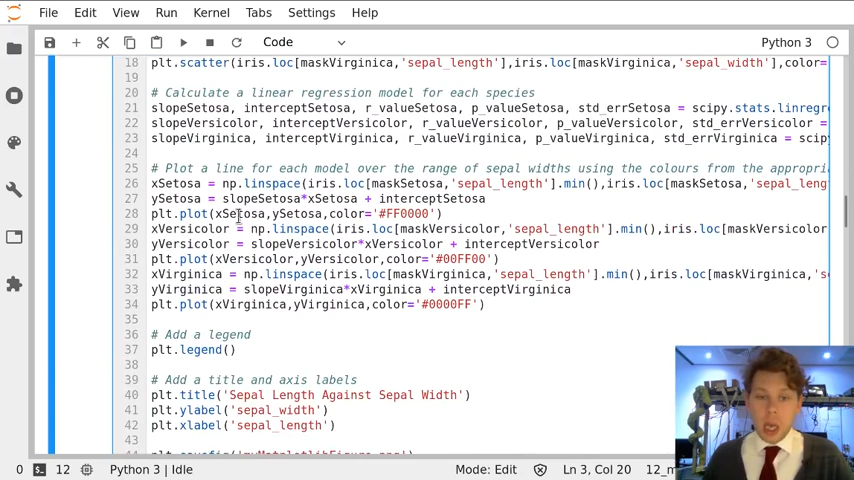 File Edit View Run Kernel Tabs Settings Help
Code Python 3
18 plt.scatter(iris.loc[maskVirginica,'sepal_length'],iris.loc[maskVirginica,'sepal_width'],color=
19
20 # Calculate a linear regression model for each species
21 slopeSetosa, interceptSetosa, r_valueSetosa, p_valueSetosa, std_errSetosa = scipy.stats.linregr
22 slopeVersicolor, interceptVersicolor, r_valueVersicolor, p_valueVersicolor, std_errVersicolor =
23 slopeVirginica, interceptVirginica, r_valueVirginica, p_valueVirginica, std_errVirginica = scip
24
25 # Plot a line for each model over the range of sepal widths using the colours from the appropri
26 xSetosa = np.linspace(iris.loc[maskSetosa,'sepal_length'].min(),iris.loc[maskSetosa,'sepal_leng
27 ySetosa = slopeSetosa*xSetosa + interceptSetosa
28 plt.plot(xSetosa,ySetosa,color='#FF0000')
29 xVersicolor = np.linspace(iris.loc[maskVersicolor,'sepal_length'].min(),iris.loc[maskVersicolor
30 yVersicolor = slopeVersicolor*xVersicolor + interceptVersicolor
31 plt.plot(xVersicolor,yVersicolor,color='#00FF00')
32 xVirginica = np.linspace(iris.loc[maskVirginica,'sepal_length'].min(),iris.loc[maskVirginica,'s
33 yVirginica = slopeVirginica*xVirginica + interceptVirginica
34 plt.plot(xVirginica,yVirginica,color='#0000FF')
35
36 # Add a legend
37 plt.legend()
38
39 # Add a title and axis labels
40 plt.title('Sepal Length Against Sepal Width')
41 plt.ylabel('sepal_width')
42 plt.xlabel('sepal_length')
43
0 12 Python 3 | Idle Mode: Edit Ln 3, Col 20 12_m